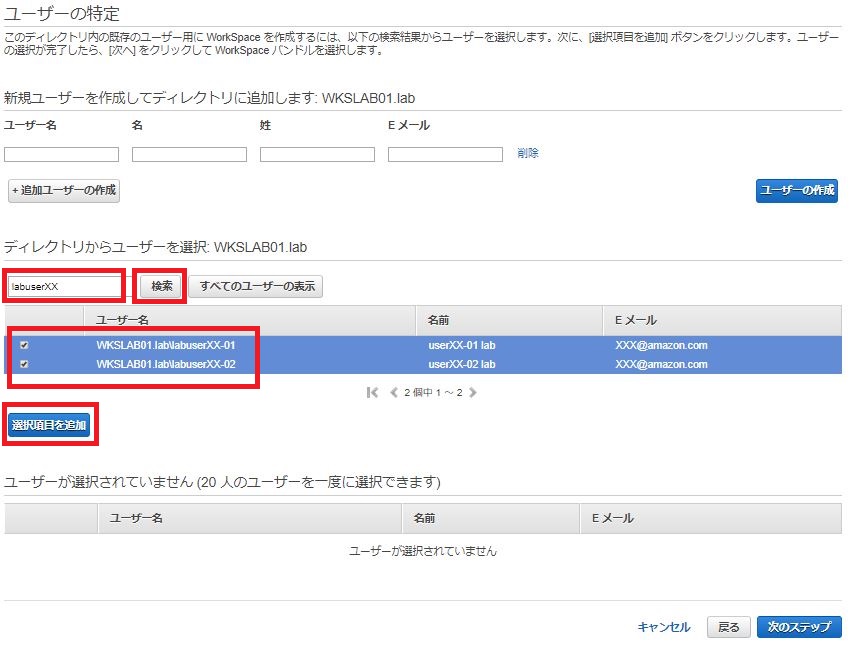 ユーザーの特定
このディレクトリ内の既存のユーザー用に WorkSpace を作成するには、以下の検索結果からユーザーを選択します。次に、[選択項目を追加] ボタンをクリックします。ユーザー
の選択が完了したら、[次へ] をクリックして WorkSpace バンドルを選択します。
新規ユーザーを作成してディレクトリに追加します: WKSLAB01.lab
ユーザー名 名 姓 E メール
削除
+ 追加ユーザーの作成 ユーザーの作成
ディレクトリからユーザーを選択: WKSLAB01.lab
labuserXX 検索 すべてのユーザーの表示
ユーザー名 名前 E メール
WKSLAB01.lab\labuserXX-01 userXX-01 lab XXX@amazon.com
WKSLAB01.lab\labuserXX-02 userXX-02 lab XXX@amazon.com
2 個中 1 ~ 2
選択項目を追加
ユーザーが選択されていません (20 人のユーザーを一度に選択できます)
ユーザー名 名前 E メール
ユーザーが選択されていません
キャンセル 戻る 次のステップ